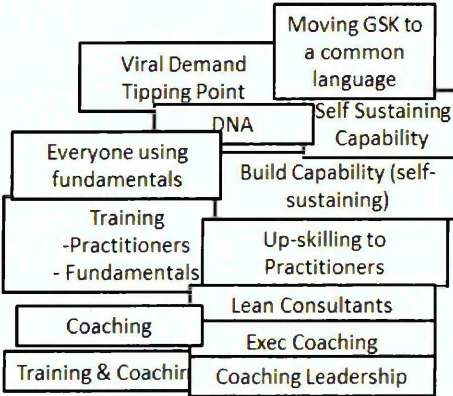 Moving GSK to
a common
language
Viral Demand
Tipping Point
DNA
Self Sustaining
Capability
Everyone using
fundamentals
Build Capability (self-
sustaining)
Training
-Practitioners
- Fundamentals
Up-skilling to
Practitioners
Lean Consultants
Coaching
Exec Coaching
Training &
Coaching Leadership